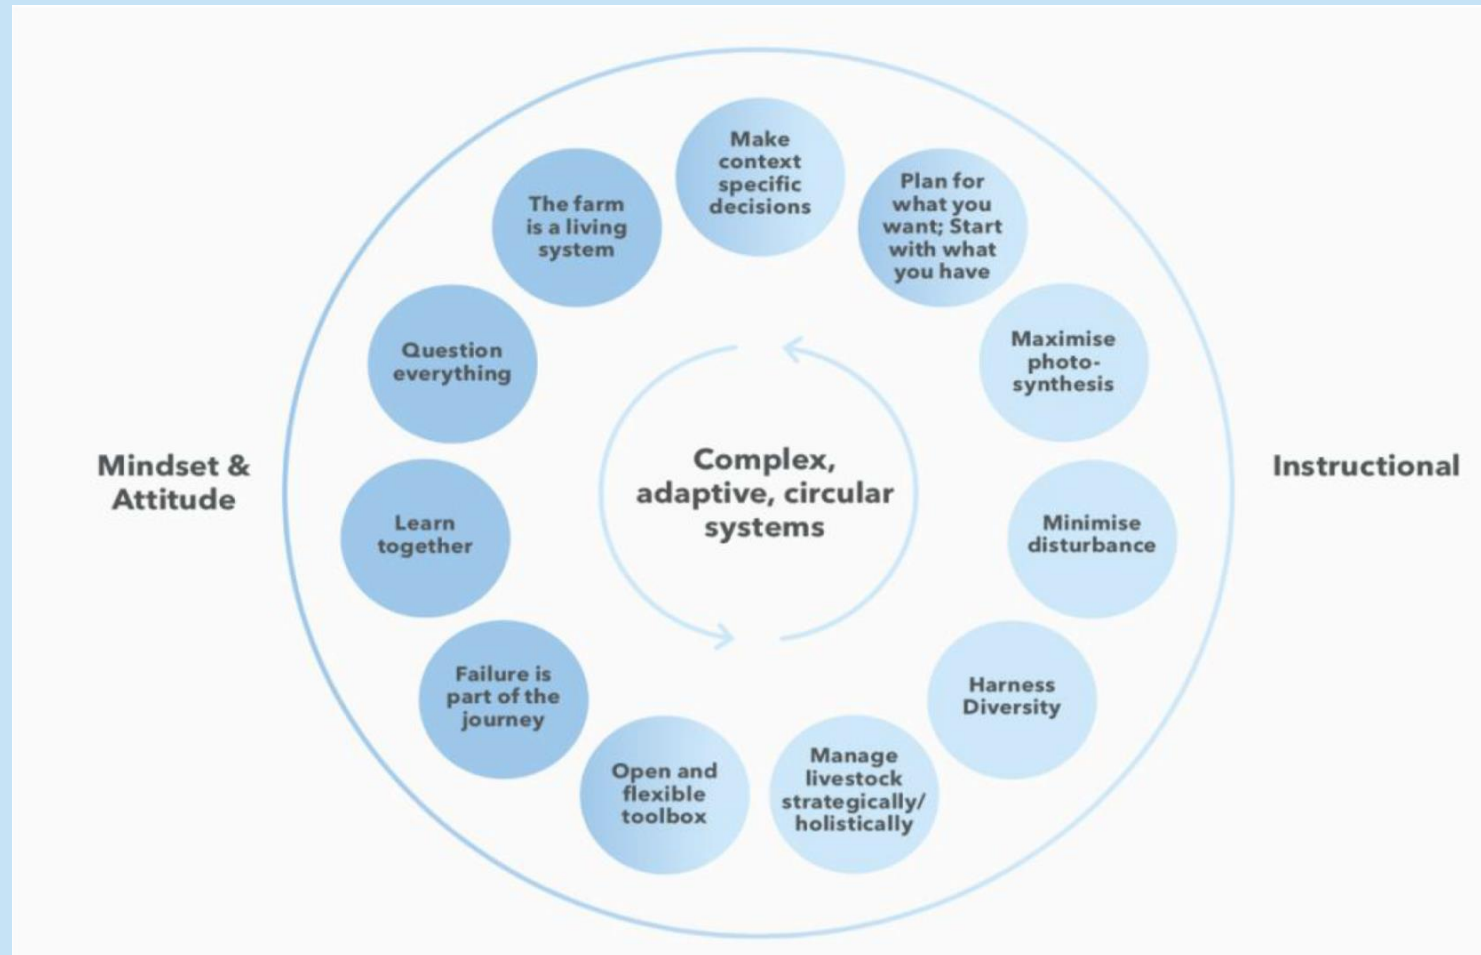 Make
context
specific
decisions
Plan for
what you
want; Start
with what
you have
Maximise
photo-
synthesis
Minimise
disturbance
Harness
Diversity
Manage
livestock
strategically/
holistically
Open and
flexible
toolbox
Failure is
part of the
journey
Learn
together
Question
everything
The farm
is a living
system
Complex,
adaptive, circular
systems
Mindset &
Attitude
Instructional